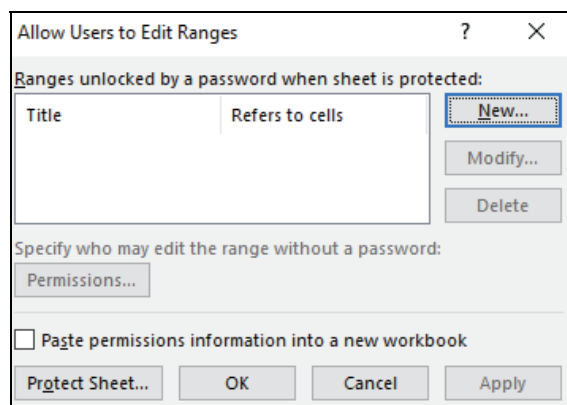 Allow Users to Edit Ranges ?
Ranges unlocked by a password when sheet is protected:
Title Refers to cells New...
Modify...
Delete
Specify who may edit the range without a password:
Permissions...
Paste permissions information into a new workbook
Protect Sheet... OK Cancel Apply